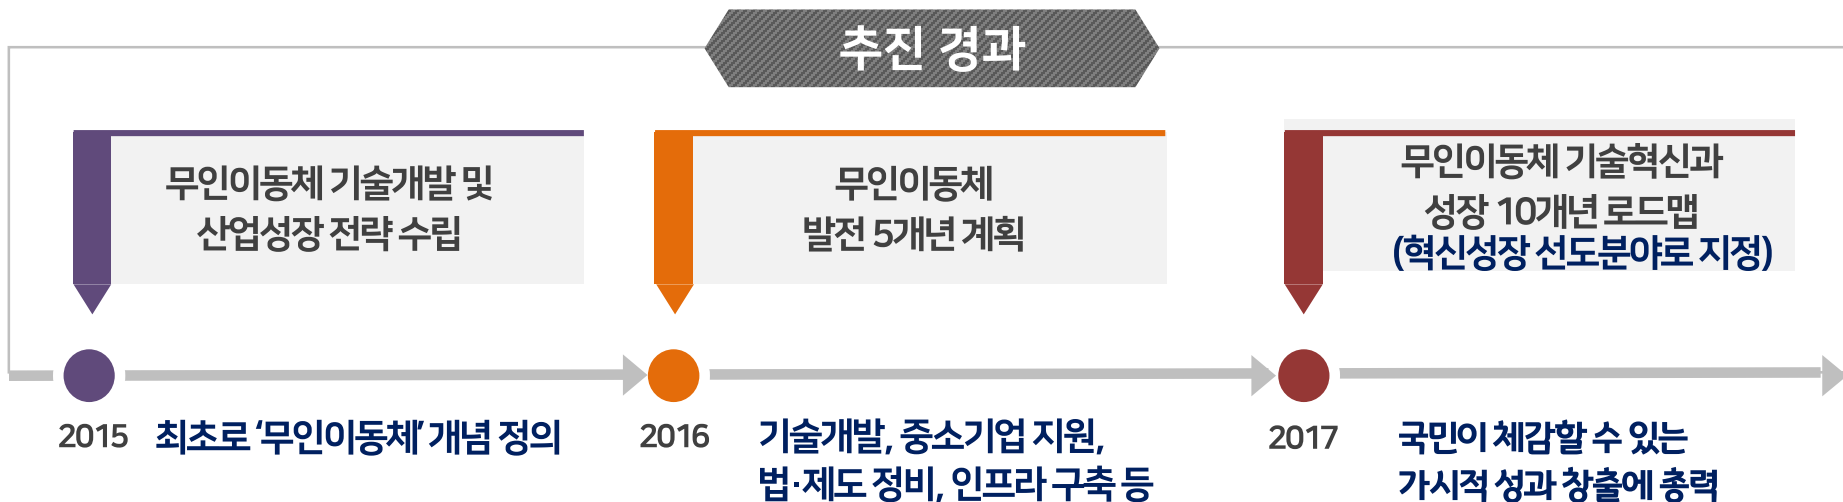 추진 경과
무인이동체 기술개발 및
산업성장 전략 수립
무인이동체
발전 5개년 계획
무인이동체 기술혁신과
성장 10개년 로드맵
(혁신성장 선도분야로 지정)
2015
최초로 ‘무인이동체’ 개념 정의
2016
기술개발, 중소기업 지원,
법·제도 정비, 인프라 구축 등
2017
국민이 체감할 수 있는
가시적 성과 창출에 총력